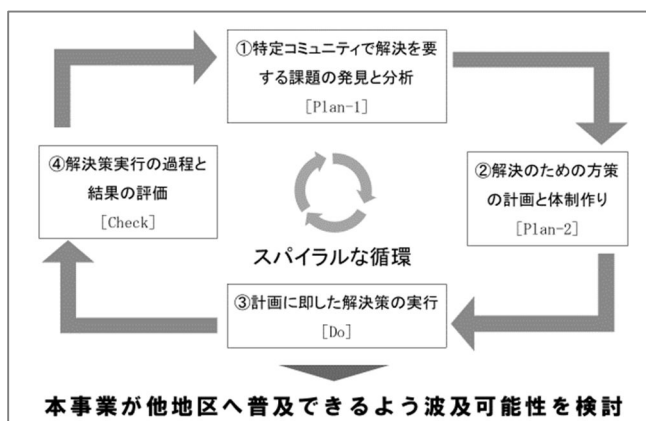 ①特定コミュニティで解決を要
する課題の発見と分析
[Plan-1]
②解決のための方策
の計画と体制作り
[Plan-2]
③計画に即した解決策の実行
[Do]
④解決策実行の過程と
結果の評価
[Check]
スパイラルな循環
本事業が他地区へ普及できるよう波及可能性を検討